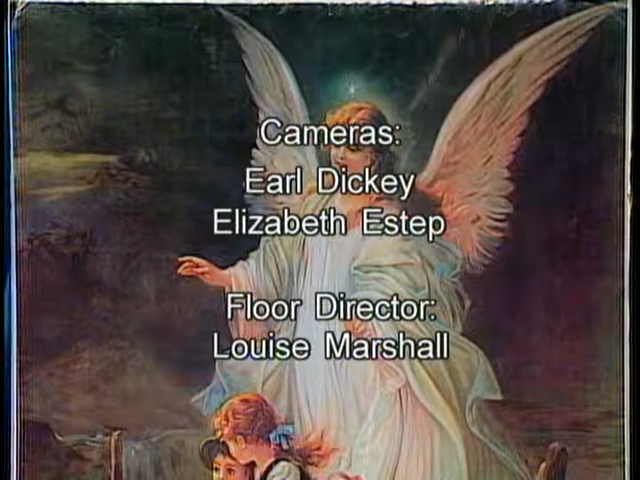 Cameras:
Earl Dickey
Elizabeth Estep
Floor Director:
Louise Marshall